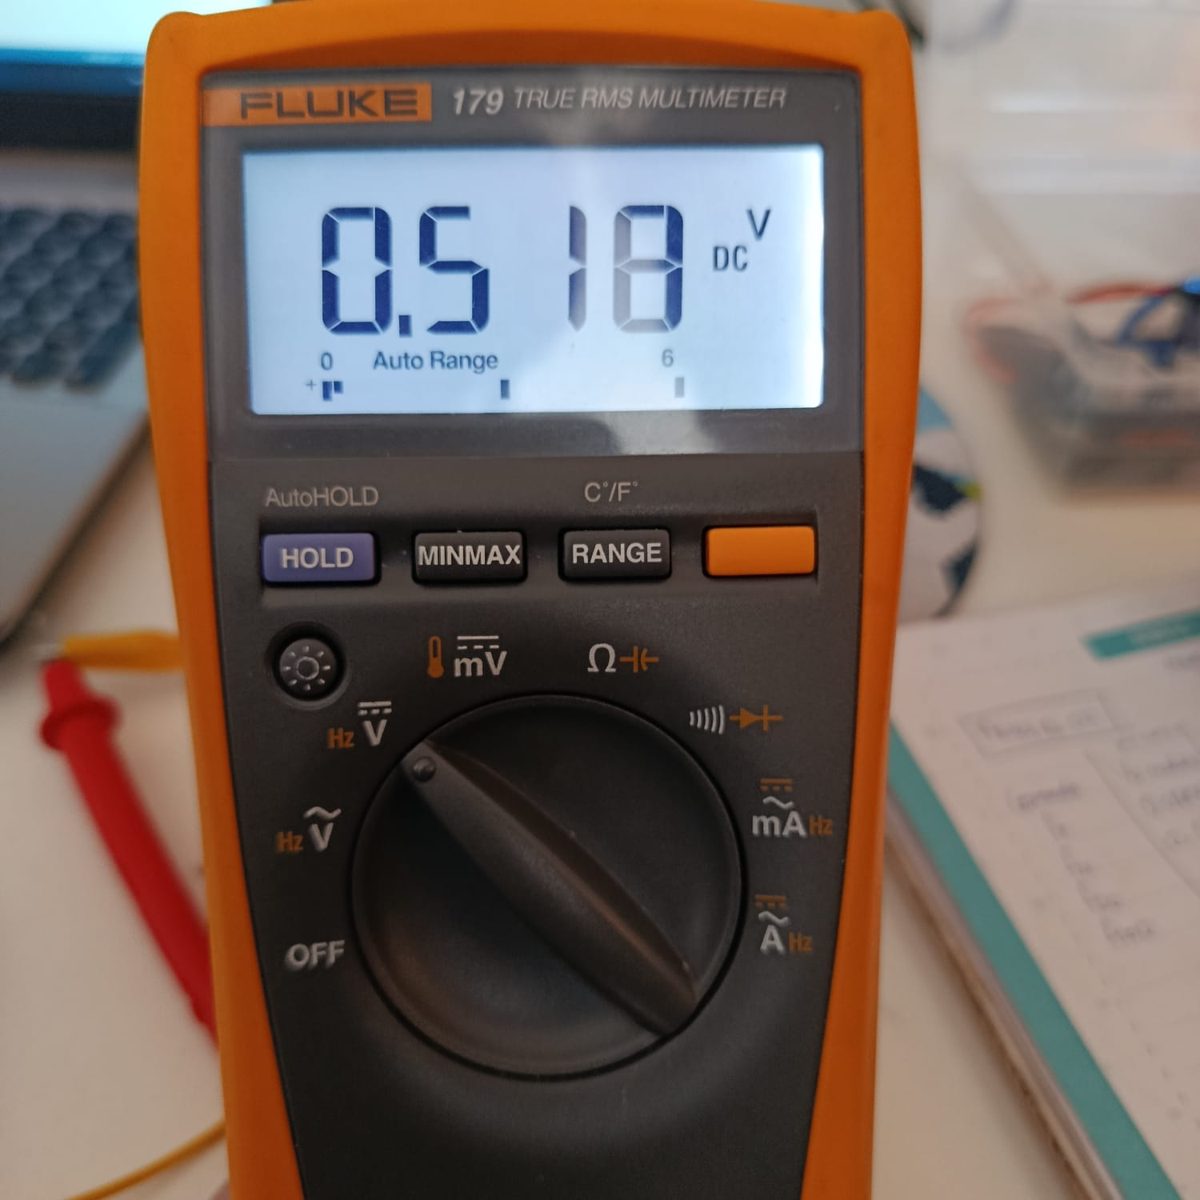 FLUKE 179 TRUE RMS MULTIMETER
0.518 V DC
0 Auto Range 6
+
AutoHOLD C°/F°
HOLD MINMAX RANGE
mV Ω
Hz V
Hz V mA Hz
OFF A Hz